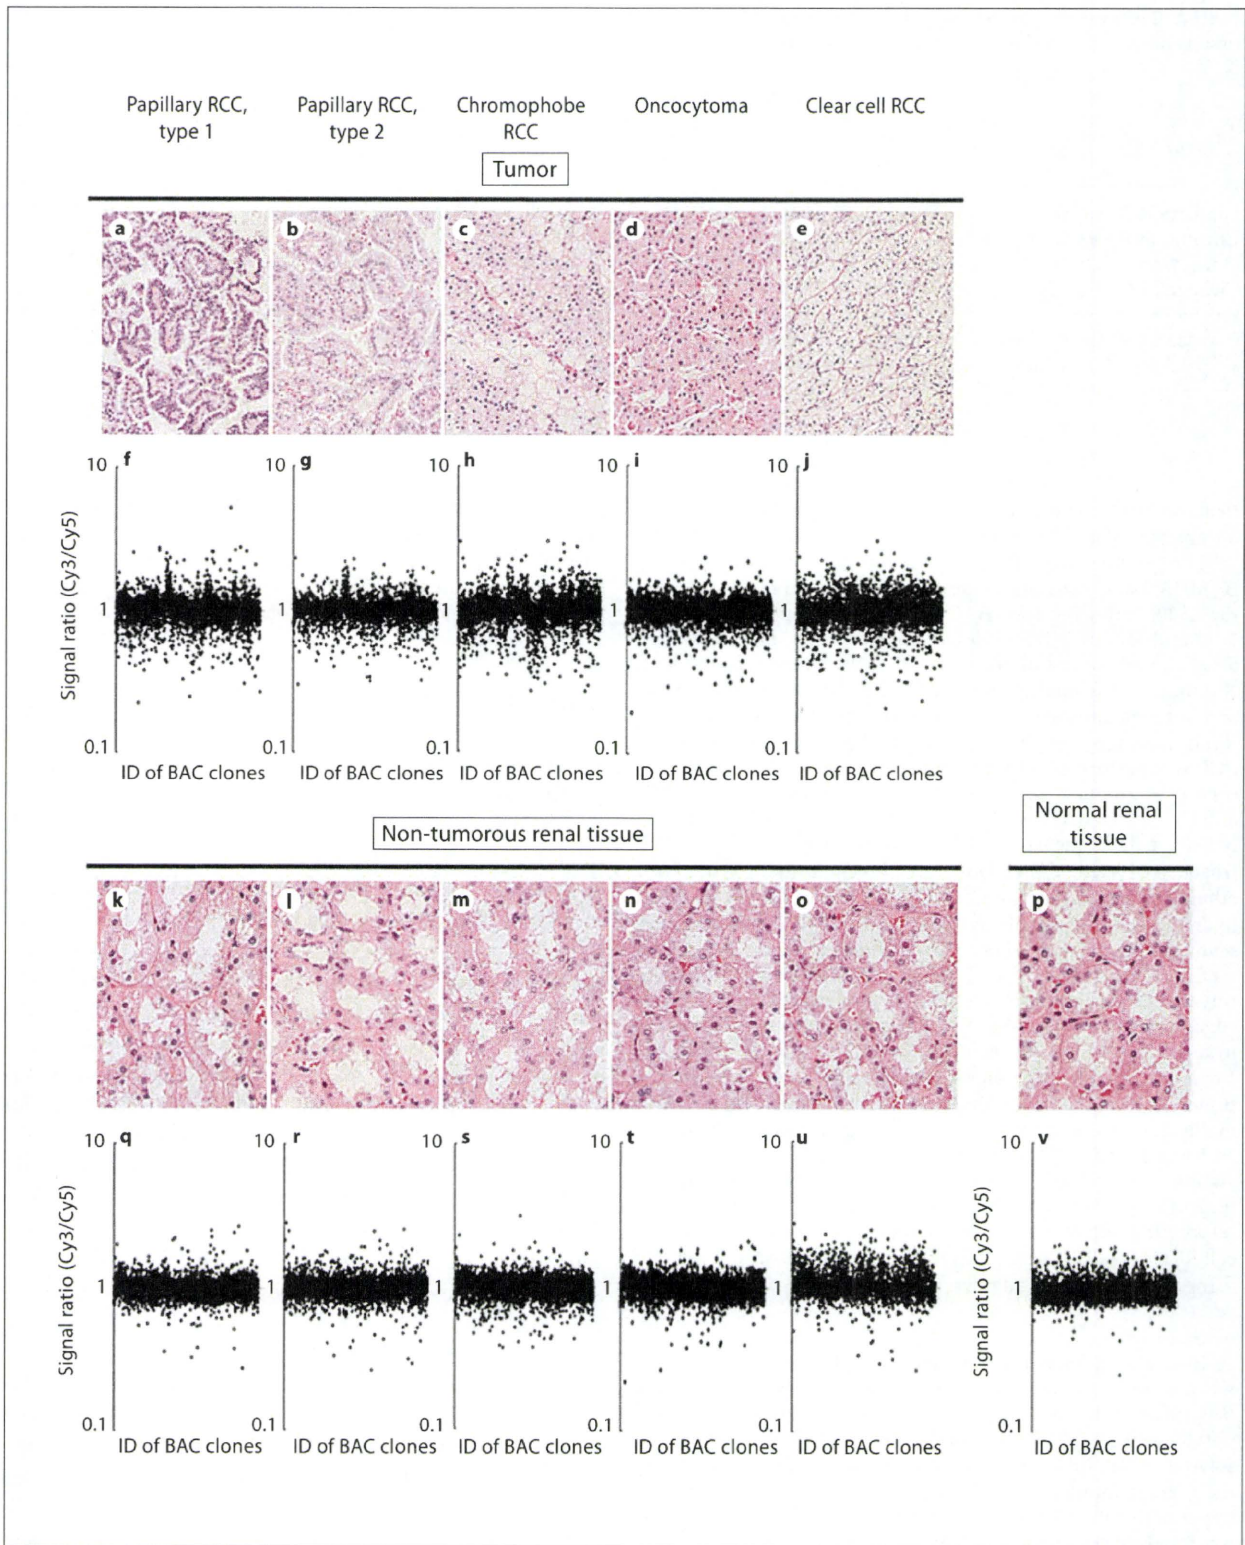 Papillary RCC, type 1
Papillary RCC, type 2
Chromophobe RCC
Oncocytoma
Clear cell RCC
Tumor
a b c d e
10 f 10 g 10 h 10 i 10 j
Signal ratio (Cy3/Cy5)
1 1 1 1 1
0.1 0.1 0.1 0.1 0.1
ID of BAC clones ID of BAC clones ID of BAC clones ID of BAC clones ID of BAC clones
Non-tumorous renal tissue
Normal renal tissue
k l m n o p
10 q 10 r 10 s 10 t 10 u 10 v
Signal ratio (Cy3/Cy5)
Signal ratio (Cy3/Cy5)
1 1 1 1 1 1
0.1 0.1 0.1 0.1 0.1 0.1
ID of BAC clones ID of BAC clones ID of BAC clones ID of BAC clones ID of BAC clones ID of BAC clones